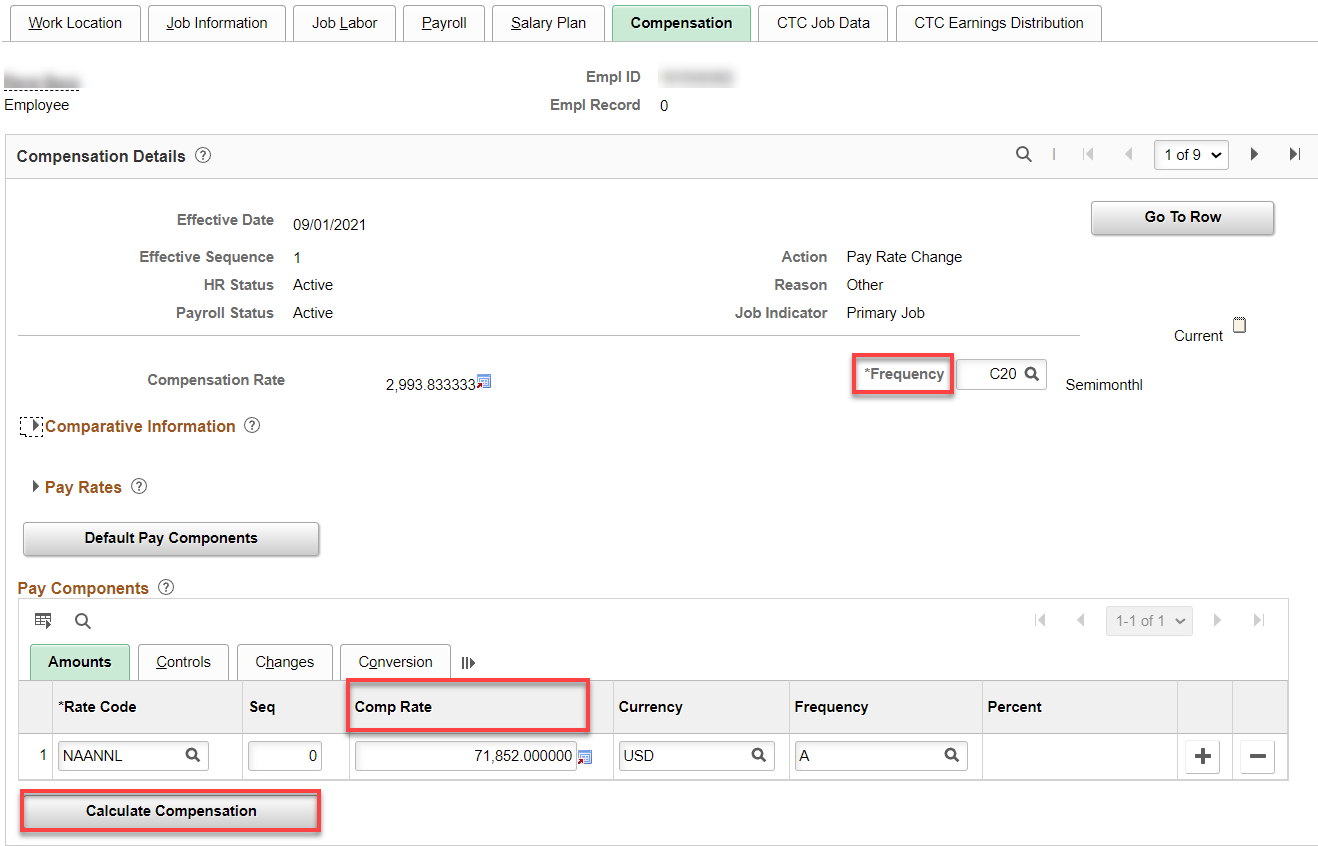 Work Location Job Information Job Labor Payroll Salary Plan Compensation CTC Job Data CTC Earnings Distribution
Empl ID
Employee Empl Record 0
Compensation Details ? 1 of 9
Effective Date 09/01/2021 Go To Row
Effective Sequence 1 Action Pay Rate Change
HR Status Active Reason Other
Payroll Status Active Job Indicator Primary Job
Current
Compensation Rate 2,993.833333 *Frequency C20 Semimonthl
Comparative Information ?
Pay Rates ?
Default Pay Components
Pay Components ?
1-1 of 1
Amounts Controls Changes Conversion
*Rate Code Seq Comp Rate Currency Frequency Percent
1 NAANNL 0 71,852.000000 USD A + −
Calculate Compensation